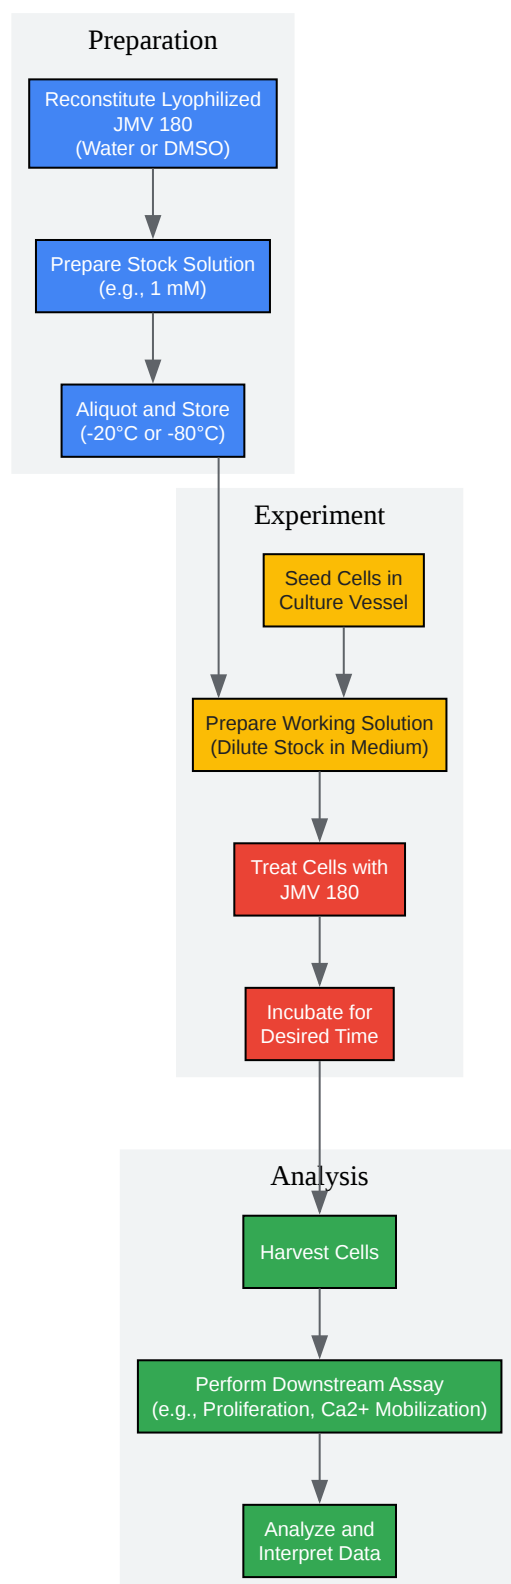 Preparation
Reconstitute Lyophilized
JMV 180
(Water or DMSO)
Prepare Stock Solution
(e.g., 1 mM)
Aliquot and Store
(-20°C or -80°C)
Experiment
Seed Cells in
Culture Vessel
Prepare Working Solution
(Dilute Stock in Medium)
Treat Cells with
JMV 180
Incubate for
Desired Time
Analysis
Harvest Cells
Perform Downstream Assay
(e.g., Proliferation, Ca2+ Mobilization)
Analyze and
Interpret Data